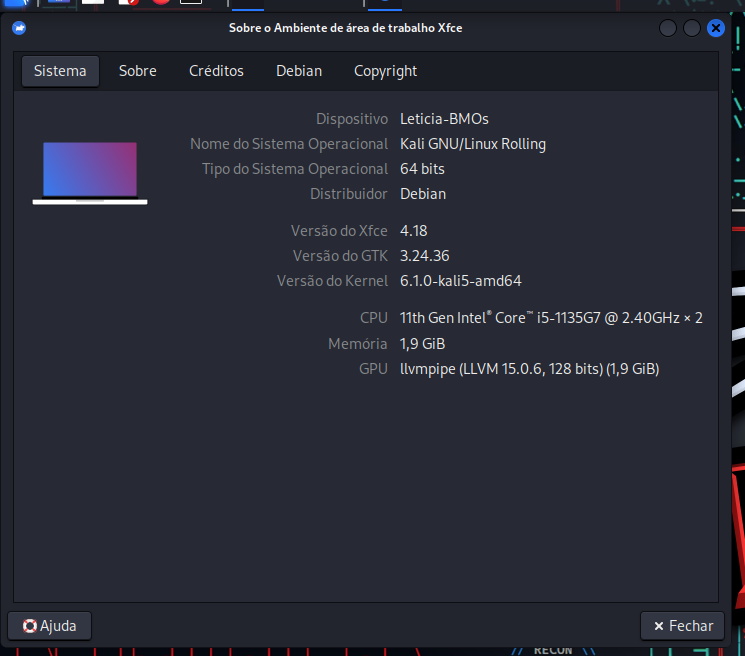 Sobre o Ambiente de área de trabalho Xfce
Sistema Sobre Créditos Debian Copyright
Dispositivo Leticia-BMOs
Nome do Sistema Operacional Kali GNU/Linux Rolling
Tipo do Sistema Operacional 64 bits
Distribuidor Debian
Versão do Xfce 4.18
Versão do GTK 3.24.36
Versão do Kernel 6.1.0-kali5-amd64
CPU 11th Gen Intel® Core™ i5-1135G7 @ 2.40GHz × 2
Memória 1,9 GiB
GPU llvmpipe (LLVM 15.0.6, 128 bits) (1,9 GiB)
Ajuda Fechar
// RECON \\